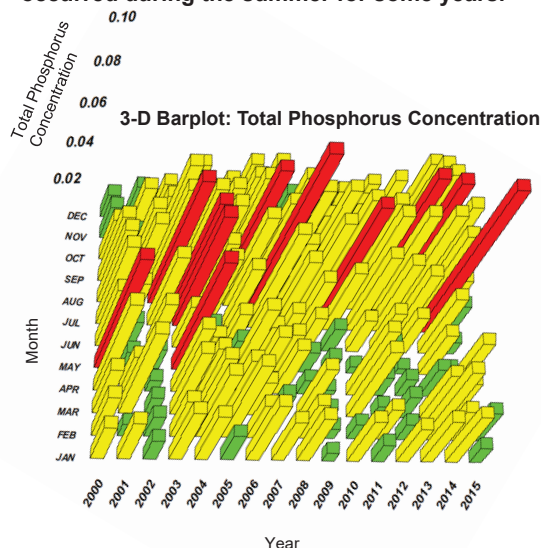 occurred during the summer for some years.
0.10
0.08
0.06
0.04
0.02
Total Phosphorus
Concentration
3-D Barplot: Total Phosphorus Concentration
DEC
NOV
OCT
SEP
AUG
JUL
JUN
MAY
APR
MAR
FEB
JAN
Month
2000 2001 2002 2003 2004 2005 2006 2007 2008 2009 2010 2011 2012 2013 2014 2015
Year